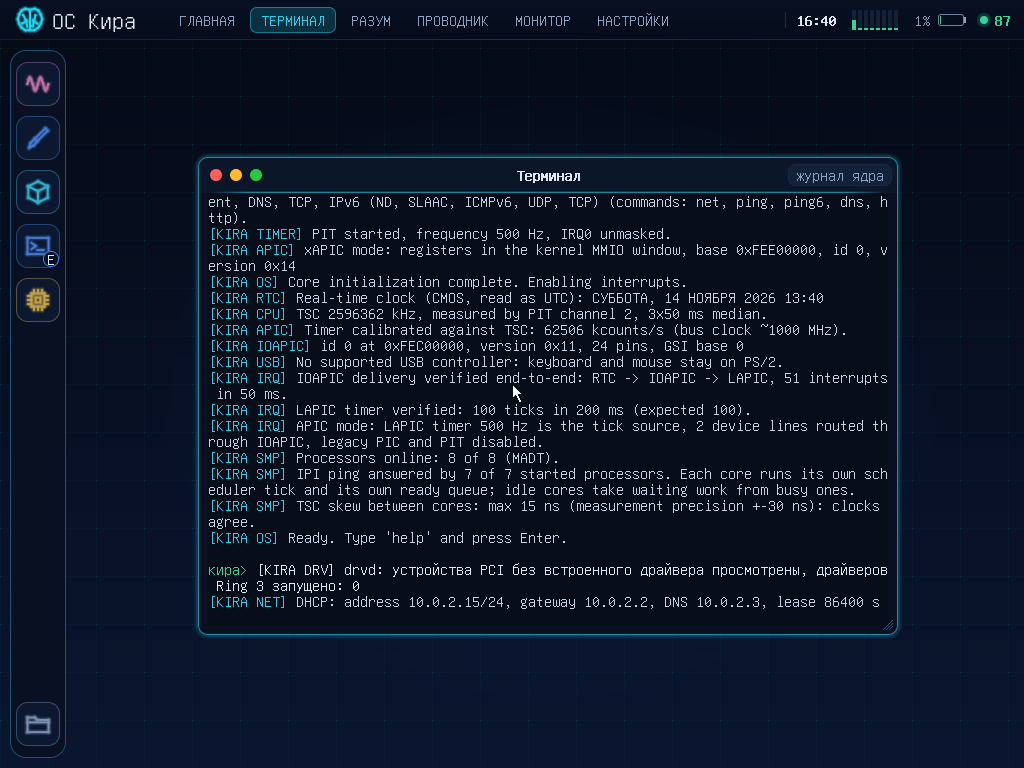 ОС Кира
ГЛАВНАЯ
ТЕРМИНАЛ
РАЗУМ
ПРОВОДНИК
МОНИТОР
НАСТРОЙКИ
16:40
1%
87
E
Терминал
журнал ядра
ent, DNS, TCP, IPv6 (ND, SLAAC, ICMPv6, UDP, TCP) (commands: net, ping, ping6, dns, h
ttp).
[KIRA TIMER] PIT started, frequency 500 Hz, IRQ0 unmasked.
[KIRA APIC] xAPIC mode: registers in the kernel MMIO window, base 0xFEE00000, id 0, v
ersion 0x14
[KIRA OS] Core initialization complete. Enabling interrupts.
[KIRA RTC] Real-time clock (CMOS, read as UTC): СУББОТА, 14 НОЯБРЯ 2026 13:40
[KIRA CPU] TSC 2596362 kHz, measured by PIT channel 2, 3x50 ms median.
[KIRA APIC] Timer calibrated against TSC: 62506 kcounts/s (bus clock ~1000 MHz).
[KIRA IOAPIC] id 0 at 0xFEC00000, version 0x11, 24 pins, GSI base 0
[KIRA USB] No supported USB controller: keyboard and mouse stay on PS/2.
[KIRA IRQ] IOAPIC delivery verified end-to-end: RTC -> IOAPIC -> LAPIC, 51 interrupts
in 50 ms.
[KIRA IRQ] LAPIC timer verified: 100 ticks in 200 ms (expected 100).
[KIRA IRQ] APIC mode: LAPIC timer 500 Hz is the tick source, 2 device lines routed th
rough IOAPIC, legacy PIC and PIT disabled.
[KIRA SMP] Processors online: 8 of 8 (MADT).
[KIRA SMP] IPI ping answered by 7 of 7 started processors. Each core runs its own sch
eduler tick and its own ready queue; idle cores take waiting work from busy ones.
[KIRA SMP] TSC skew between cores: max 15 ns (measurement precision +-30 ns): clocks
agree.
[KIRA OS] Ready. Type 'help' and press Enter.
кира> [KIRA DRV] drvd: устройства PCI без встроенного драйвера просмотрены, драйверов
Ring 3 запущено: 0
[KIRA NET] DHCP: address 10.0.2.15/24, gateway 10.0.2.2, DNS 10.0.2.3, lease 86400 s